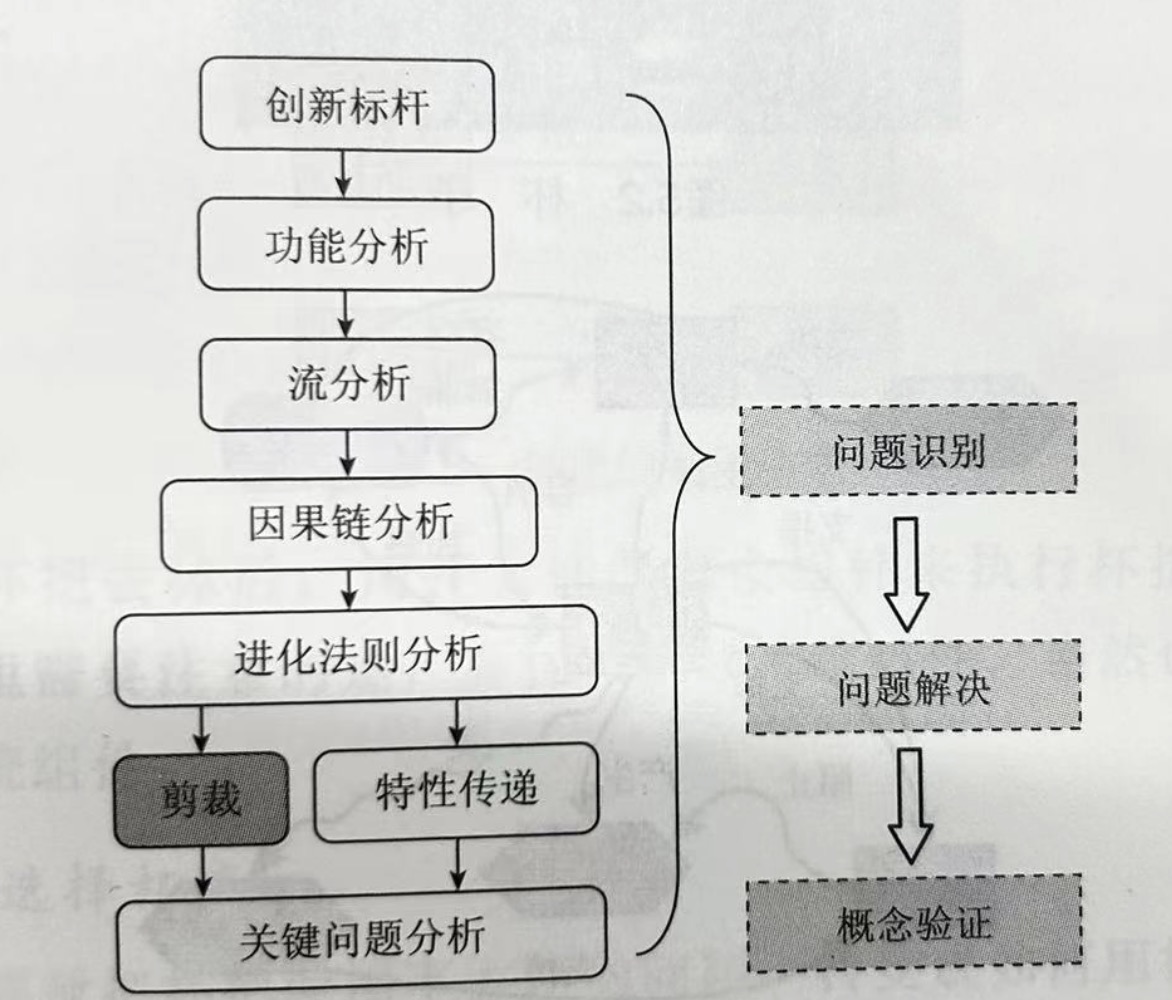 创新标杆
功能分析
流分析
因果链分析
进化法则分析
剪裁
特性传递
关键问题分析
问题识别
问题解决
概念验证